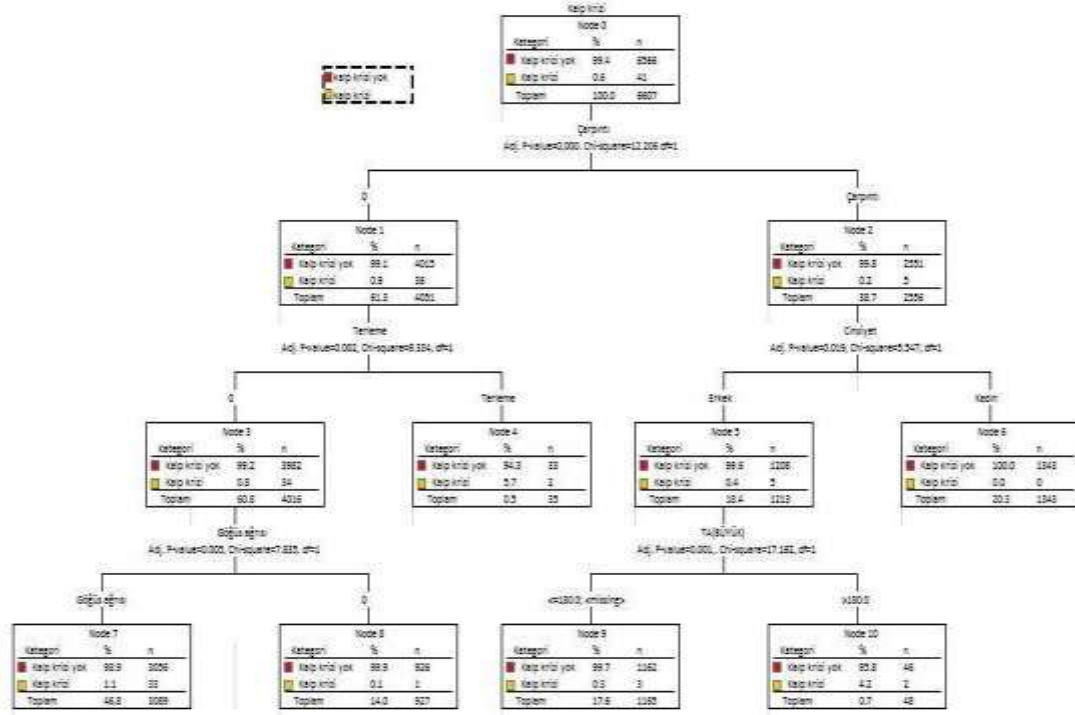 Kalp krizi
Node 0
Kategori % n
Kalp krizi yok 99.4 6566
Kalp krizi 0.6 41
Toplam 100.0 6607
Kalp krizi yok
Kalp krizi
Çarpıntı
Adj. P-value=0.000, Chi-square=12.206 df=1
0
Çarpıntı
Node 1
Kategori % n
Kalp krizi yok 99.1 4015
Kalp krizi 0.9 36
Toplam 61.3 4051
Node 2
Kategori % n
Kalp krizi yok 99.8 2551
Kalp krizi 0.2 5
Toplam 38.7 2556
Terleme
Adj. P-value=0.002, Chi-square=9.334, df=1
Cinsiyet
Adj. P-value=0.019, Chi-square=5.547, df=1
0
Terleme
Erkek
Kadın
Node 3
Kategori % n
Kalp krizi yok 99.2 3982
Kalp krizi 0.8 34
Toplam 60.8 4016
Node 4
Kategori % n
Kalp krizi yok 94.3 33
Kalp krizi 5.7 2
Toplam 0.5 35
Node 5
Kategori % n
Kalp krizi yok 99.6 1208
Kalp krizi 0.4 5
Toplam 18.4 1213
Node 6
Kategori % n
Kalp krizi yok 100.0 1343
Kalp krizi 0.0 0
Toplam 20.3 1343
Göğüs ağrısı
Adj. P-value=0.005, Chi-square=7.835, df=1
TA(BÜYÜK)
Adj. P-value=0.001, Chi-square=17.162, df=1
Göğüs ağrısı
0
<=180.0; <missing>
>180.0
Node 7
Kategori % n
Kalp krizi yok 98.9 3056
Kalp krizi 1.1 33
Toplam 46.8 3089
Node 8
Kategori % n
Kalp krizi yok 99.9 926
Kalp krizi 0.1 1
Toplam 14.0 927
Node 9
Kategori % n
Kalp krizi yok 99.7 1162
Kalp krizi 0.3 3
Toplam 17.6 1165
Node 10
Kategori % n
Kalp krizi yok 95.8 46
Kalp krizi 4.2 2
Toplam 0.7 48